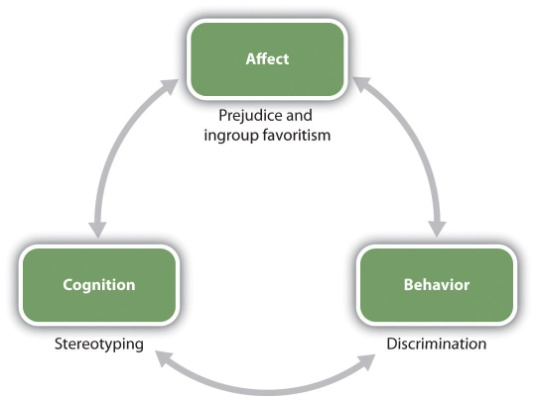 Affect
Prejudice and
ingroup favoritism
Cognition
Behavior
Stereotyping
Discrimination